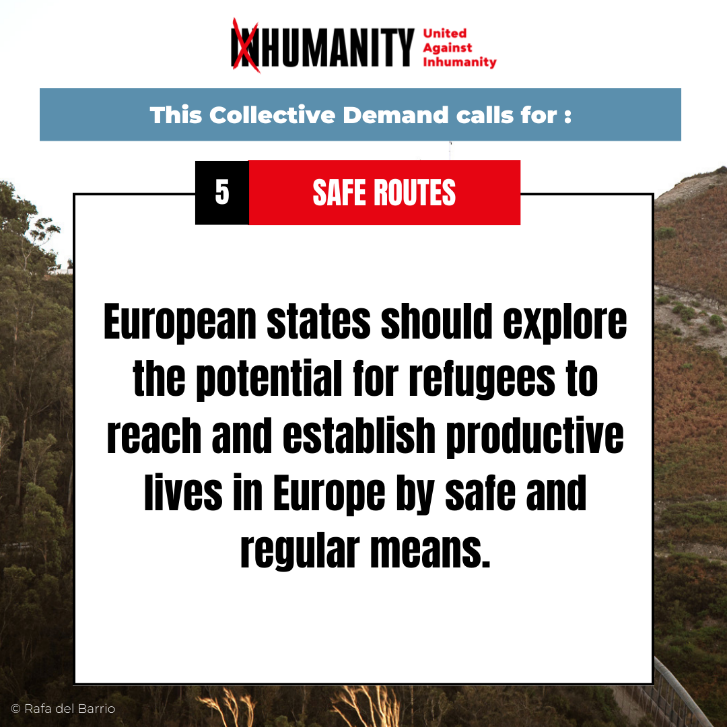 INHUMANITY
United
Against
Inhumanity
This Collective Demand calls for :
5 SAFE ROUTES
European states should explore
the potential for refugees to
reach and establish productive
lives in Europe by safe and
regular means.
© Rafa del Barrio